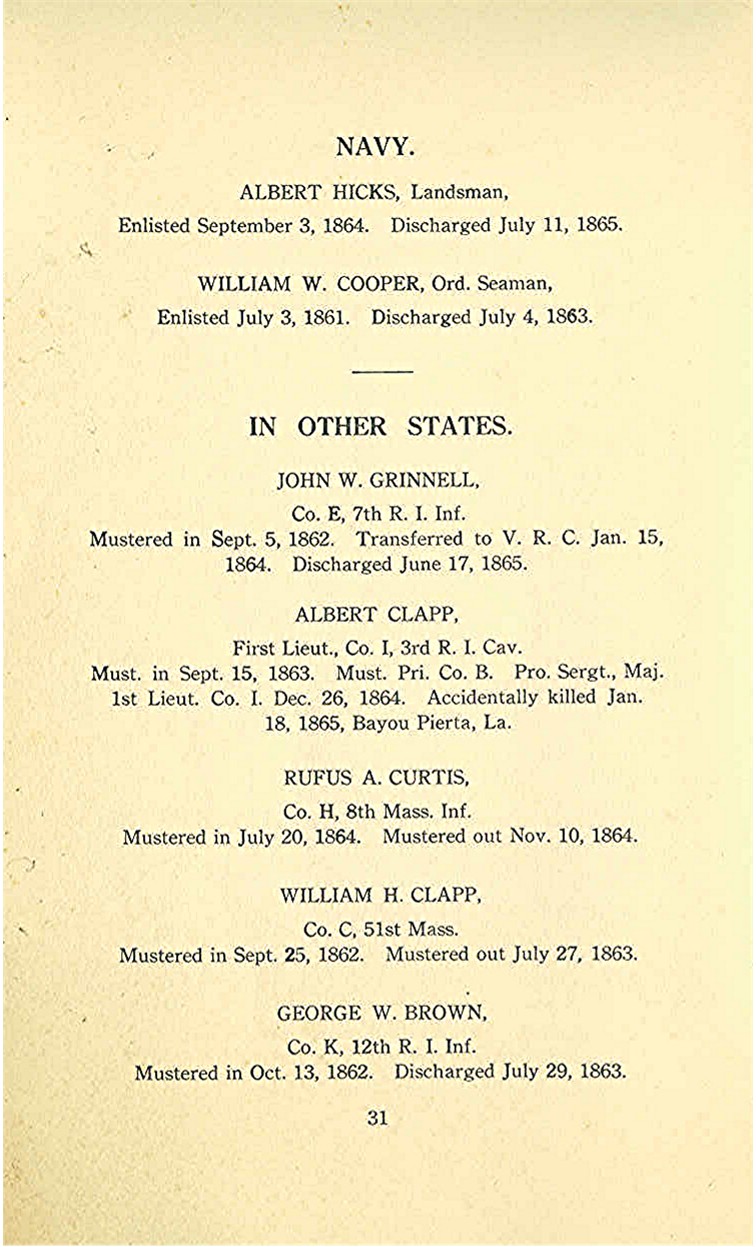 NAVY.
ALBERT HICKS, Landsman,
Enlisted September 3, 1864. Discharged July 11, 1865.
WILLIAM W. COOPER, Ord. Seaman,
Enlisted July 3, 1861. Discharged July 4, 1863.
IN OTHER STATES.
JOHN W. GRINNELL,
Co. E, 7th R. I. Inf.
Mustered in Sept. 5, 1862. Transferred to V. R. C. Jan. 15,
1864. Discharged June 17, 1865.
ALBERT CLAPP,
First Lieut., Co. I, 3rd R. I. Cav.
Must. in Sept. 15, 1863. Must. Pri. Co. B. Pro. Sergt., Maj.
1st Lieut. Co. I. Dec. 26, 1864. Accidentally killed Jan.
18, 1865, Bayou Pierta, La.
RUFUS A. CURTIS,
Co. H, 8th Mass. Inf.
Mustered in July 20, 1864. Mustered out Nov. 10, 1864.
WILLIAM H. CLAPP,
Co. C, 51st Mass.
Mustered in Sept. 25, 1862. Mustered out July 27, 1863.
GEORGE W. BROWN,
Co. K, 12th R. I. Inf.
Mustered in Oct. 13, 1862. Discharged July 29, 1863.
31